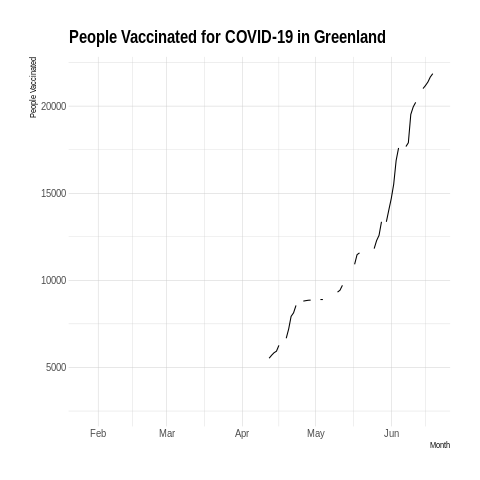 People Vaccinated for COVID-19 in Greenland
People Vaccinated
20000
15000
10000
5000
Feb Mar Apr May Jun
Month